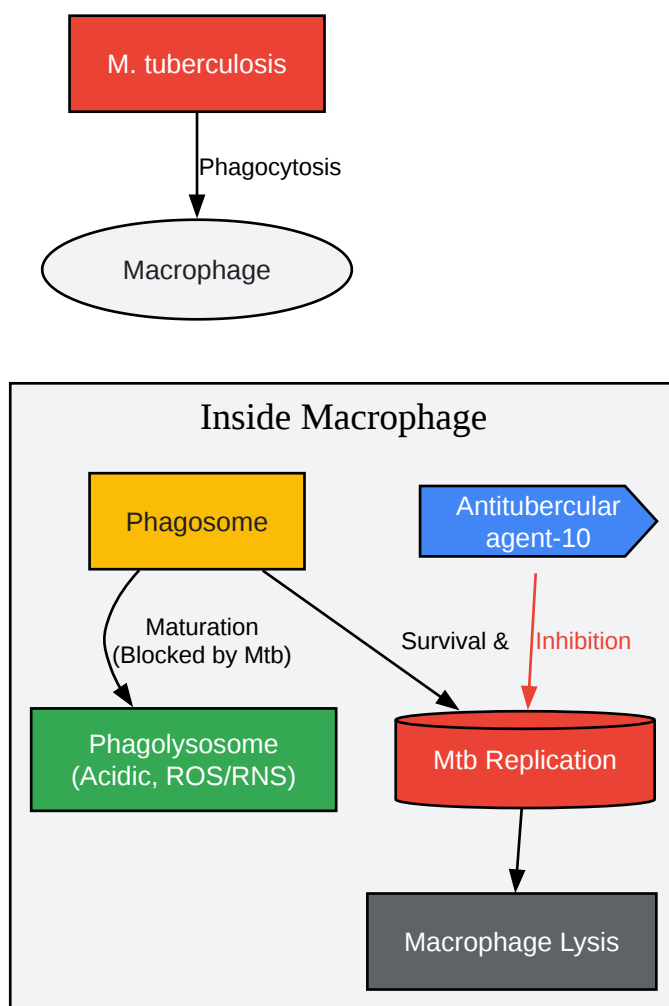 M. tuberculosis
Phagocytosis
Macrophage
Inside Macrophage
Phagosome
Antitubercular
agent-10
Maturation
(Blocked by Mtb)
Survival &
Inhibition
Phagolysosome
(Acidic, ROS/RNS)
Mtb Replication
Macrophage Lysis